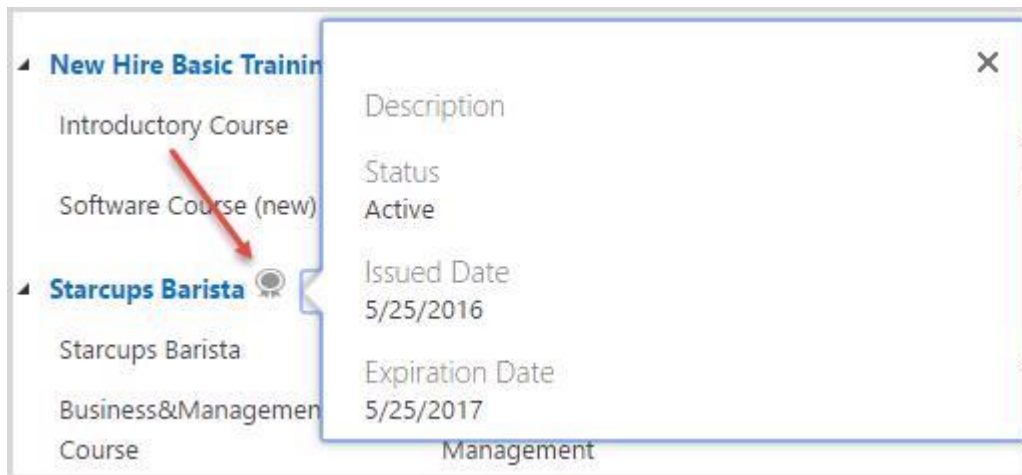 New Hire Basic Trainin
Introductory Course
Software Course (new)
Starcups Barista
Starcups Barista
Business&Managemen
Course
Management
Description
Status
Active
Issued Date
5/25/2016
Expiration Date
5/25/2017